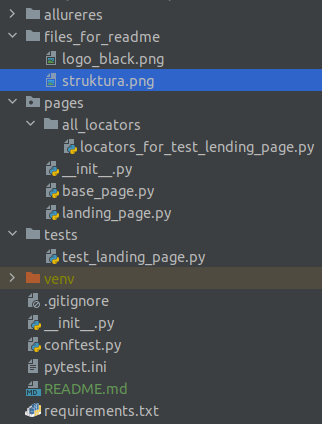 allureres
files_for_readme
logo_black.png
struktura.png
pages
all_locators
locators_for_test_lending_page.py
__init__.py
base_page.py
landing_page.py
tests
test_landing_page.py
venv
.gitignore
__init__.py
conftest.py
pytest.ini
README.md
requirements.txt